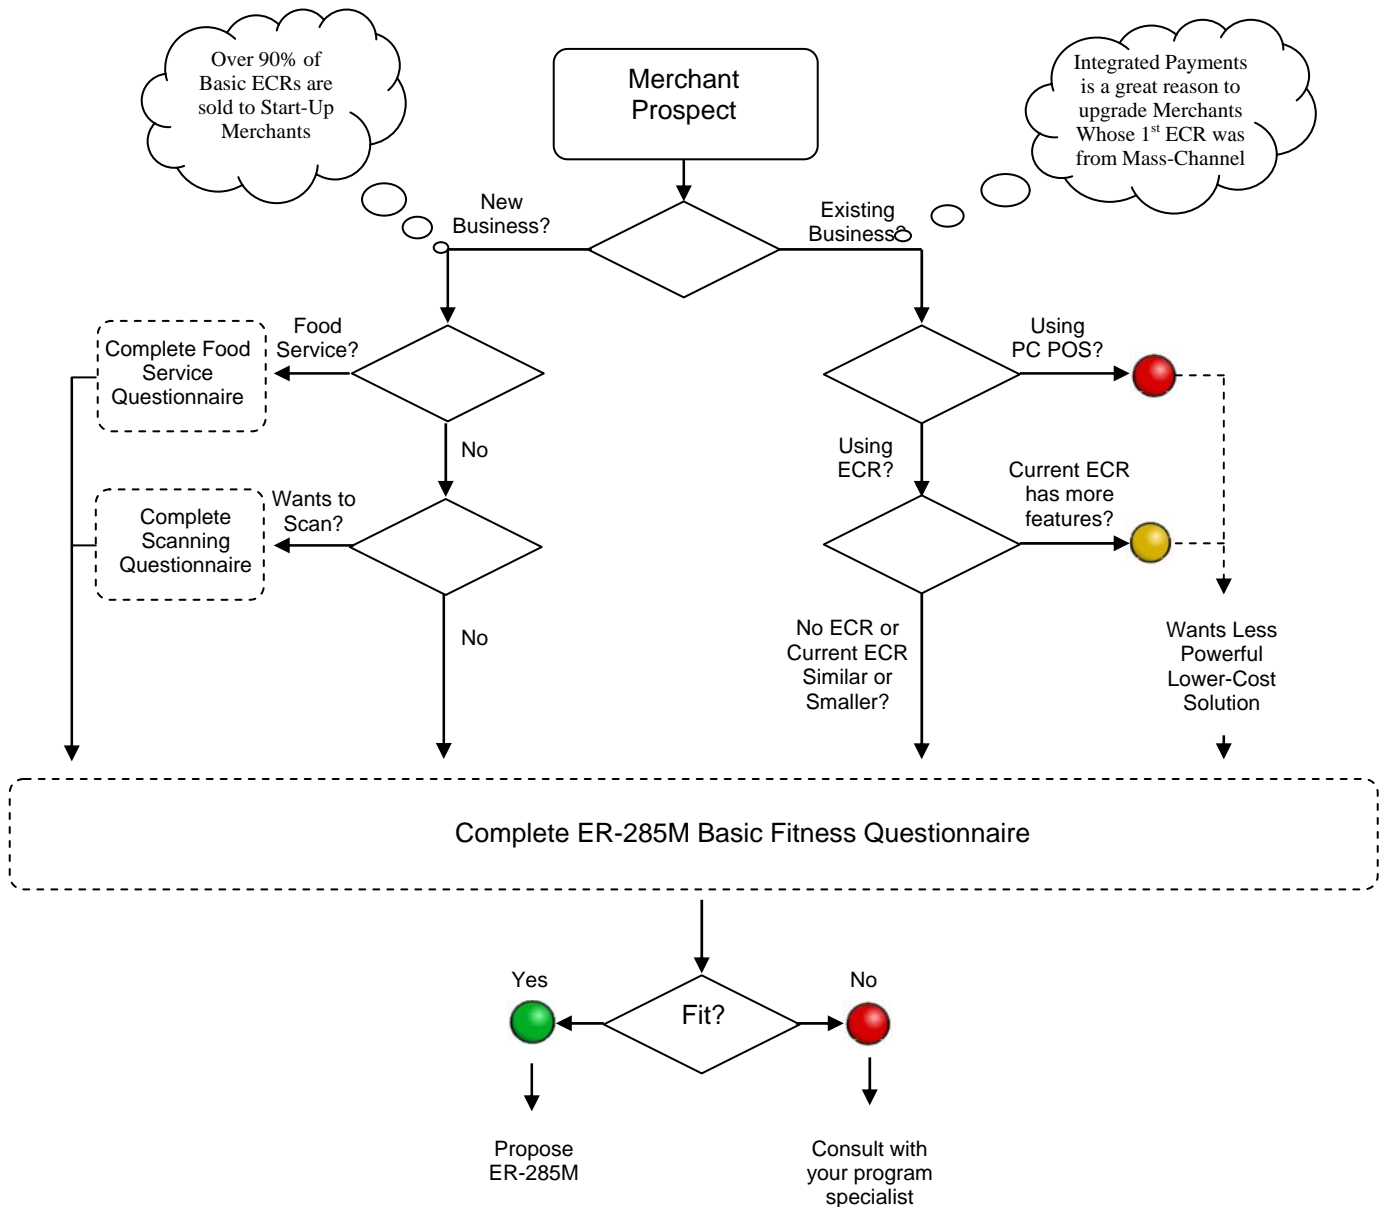 Over 90% of
Basic ECRs are
sold to Start-Up
Merchants
Merchant
Prospect
Integrated Payments
is a great reason to
upgrade Merchants
Whose 1st ECR was
from Mass-Channel
New
Business?
Existing
Business?
Food
Service?
Complete Food
Service
Questionnaire
Using
PC POS?
No
Using
ECR?
Wants to
Scan?
Complete
Scanning
Questionnaire
Current ECR
has more
features?
No
No ECR or
Current ECR
Similar or
Smaller?
Wants Less
Powerful
Lower-Cost
Solution
Complete ER-285M Basic Fitness Questionnaire
Yes
Fit?
No
Propose
ER-285M
Consult with
your program
specialist